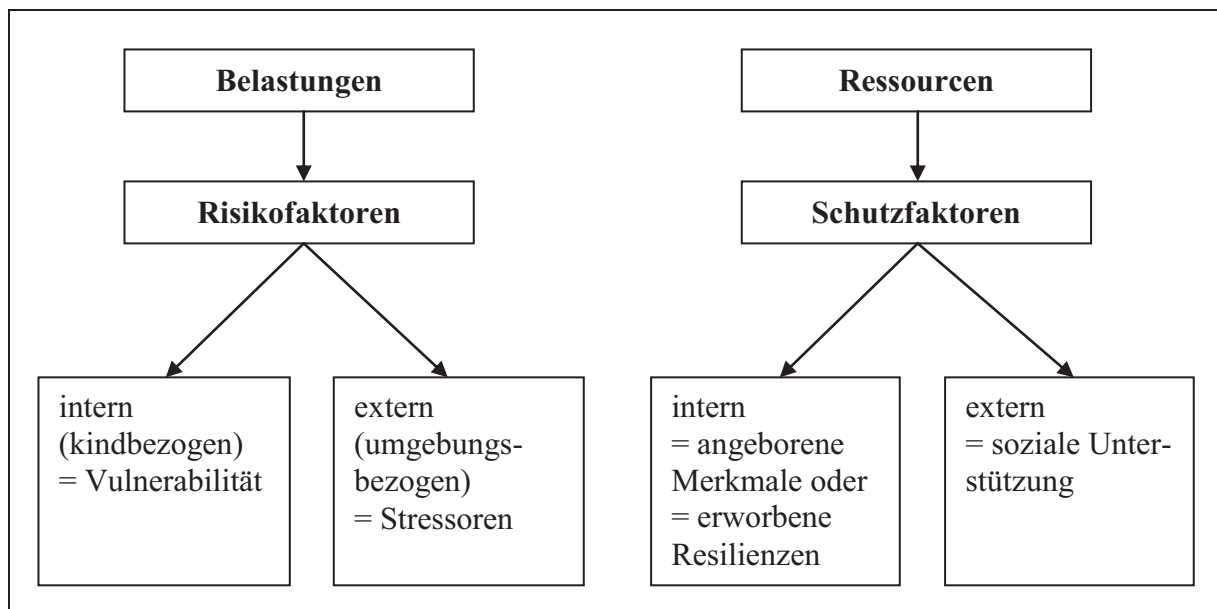 Belastungen
Risikofaktoren
intern
(kindbezogen)
= Vulnerabilität
extern
(umgebungs-
bezogen)
= Stressoren
Ressourcen
Schutzfaktoren
intern
= angeborene
Merkmale oder
= erworbene
Resilienzen
extern
= soziale Unter-
stützung